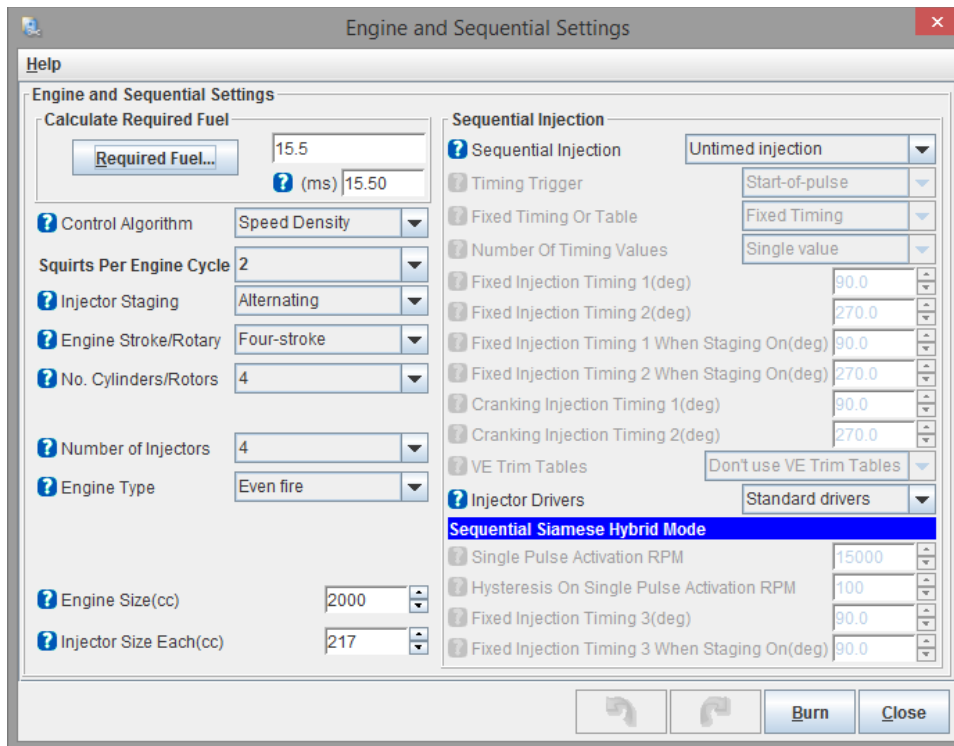 Engine and Sequential Settings
Help
Engine and Sequential Settings
Calculate Required Fuel
Required Fuel...
15.5
(ms) 15.50
Control Algorithm Speed Density
Squirts Per Engine Cycle 2
Injector Staging Alternating
Engine Stroke/Rotary Four-stroke
No. Cylinders/Rotors 4
Number of Injectors 4
Engine Type Even fire
Engine Size(cc) 2000
Injector Size Each(cc) 217
Sequential Injection
Sequential Injection Untimed injection
Timing Trigger Start-of-pulse
Fixed Timing Or Table Fixed Timing
Number Of Timing Values Single value
Fixed Injection Timing 1(deg) 90.0
Fixed Injection Timing 2(deg) 270.0
Fixed Injection Timing 1 When Staging On(deg) 90.0
Fixed Injection Timing 2 When Staging On(deg) 270.0
Cranking Injection Timing 1(deg) 90.0
Cranking Injection Timing 2(deg) 270.0
VE Trim Tables Don't use VE Trim Tables
Injector Drivers Standard drivers
Sequential Siamese Hybrid Mode
Single Pulse Activation RPM 15000
Hysteresis On Single Pulse Activation RPM 100
Fixed Injection Timing 3(deg) 90.0
Fixed Injection Timing 3 When Staging On(deg) 90.0
Burn
Close